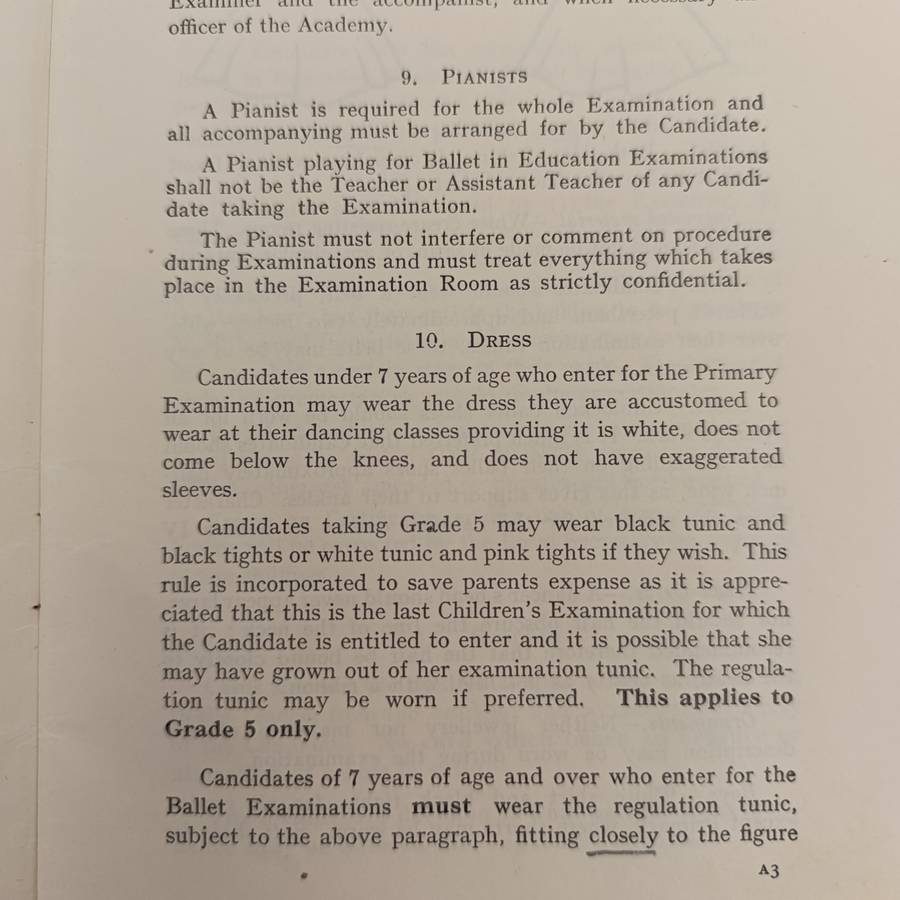 Examiner and the accompanist, and when necessary an
officer of the Academy.
9. PIANISTS
A Pianist is required for the whole Examination and
all accompanying must be arranged for by the Candidate.
A Pianist playing for Ballet in Education Examinations
shall not be the Teacher or Assistant Teacher of any Candi-
date taking the Examination.
The Pianist must not interfere or comment on procedure
during Examinations and must treat everything which takes
place in the Examination Room as strictly confidential.
10. DRESS
Candidates under 7 years of age who enter for the Primary
Examination may wear the dress they are accustomed to
wear at their dancing classes providing it is white, does not
come below the knees, and does not have exaggerated
sleeves.
Candidates taking Grade 5 may wear black tunic and
black tights or white tunic and pink tights if they wish. This
rule is incorporated to save parents expense as it is appre-
ciated that this is the last Children's Examination for which
the Candidate is entitled to enter and it is possible that she
may have grown out of her examination tunic. The regula-
tion tunic may be worn if preferred. This applies to
Grade 5 only.
Candidates of 7 years of age and over who enter for the
Ballet Examinations must wear the regulation tunic,
subject to the above paragraph, fitting closely to the figure
A3